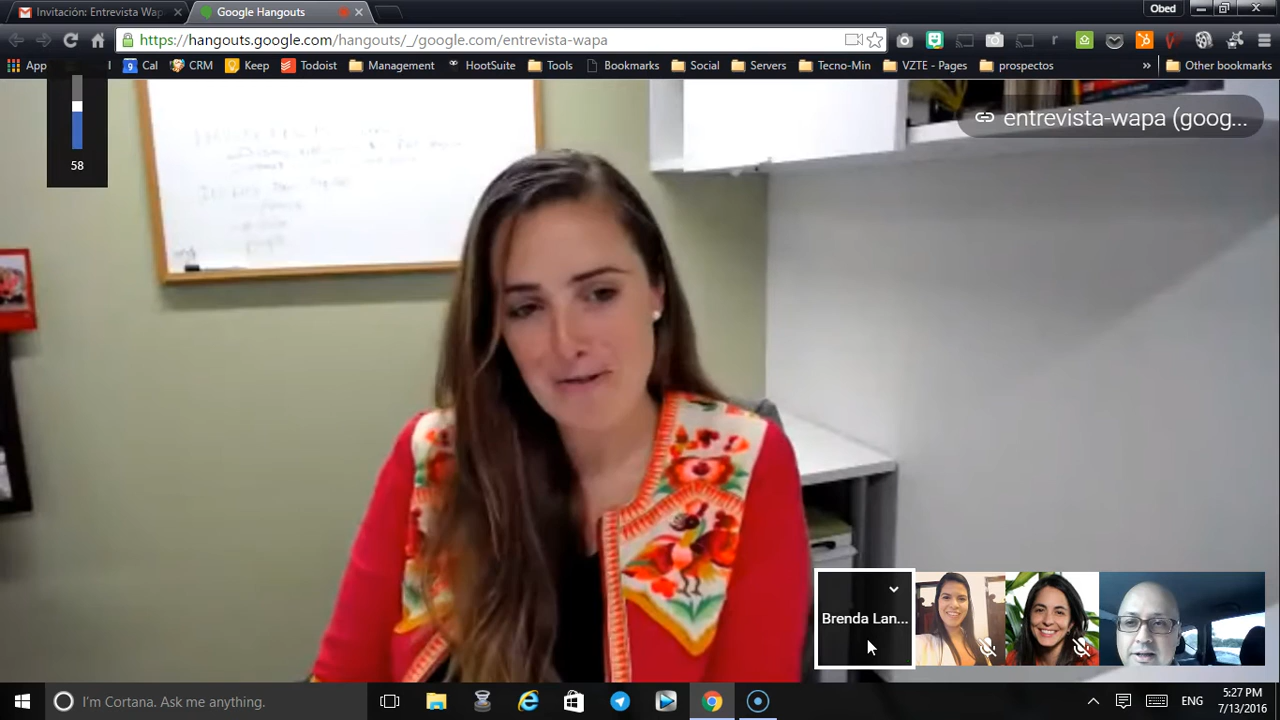 Invitación: Entrevista Wap
Google Hangouts
Obed
https://hangouts.google.com/hangouts/_/google.com/entrevista-wapa
App
Cal
CRM
Keep
Todoist
Management
HootSuite
Tools
Bookmarks
Social
Servers
Tecno-Min
VZTE - Pages
prospectos
»
Other bookmarks
58
entrevista-wapa (goog...
Brenda Lan...
I'm Cortana. Ask me anything.
ENG
5:27 PM
7/13/2016